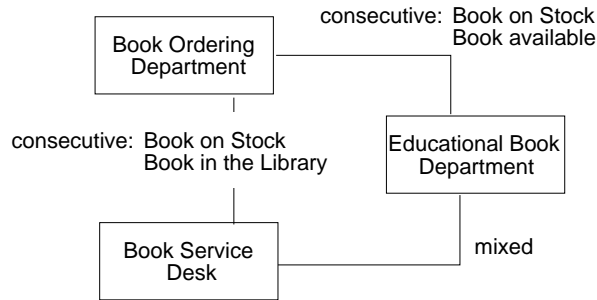 consecutive: Book on Stock
Book available
Book Ordering
Department
consecutive: Book on Stock
Book in the Library
Educational Book
Department
Book Service
Desk
mixed